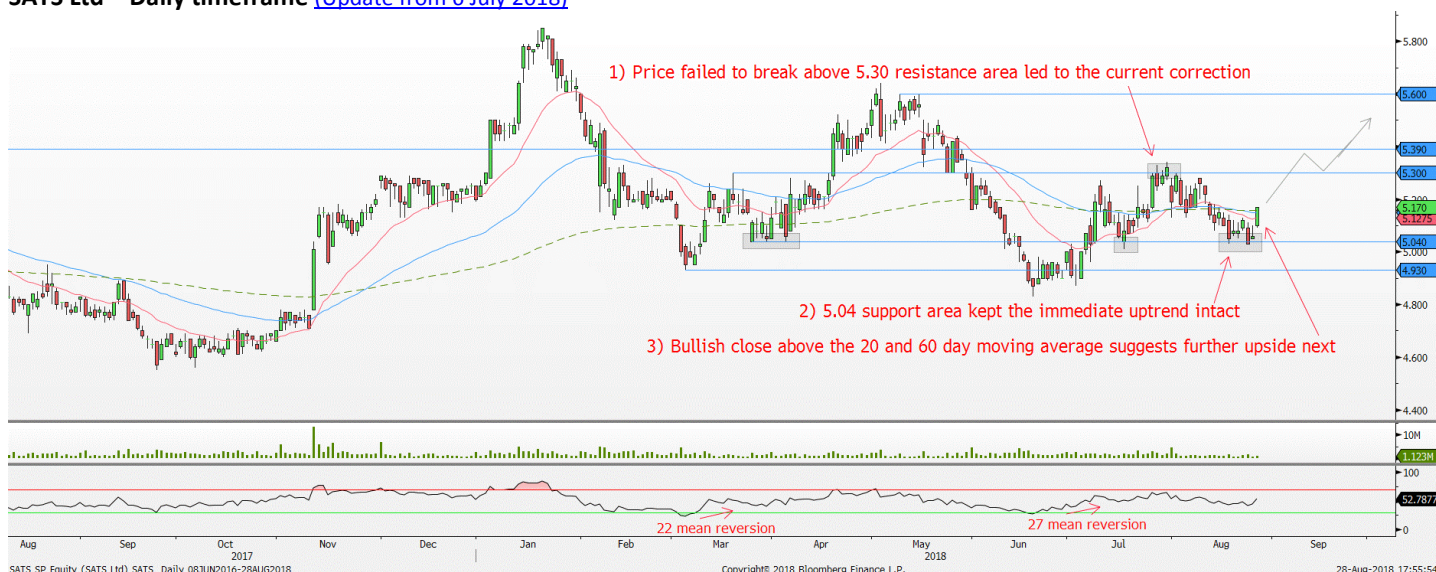 SATS Ltd – Daily timeframe (Update from 6 July 2018)
1) Price failed to break above 5.30 resistance area led to the current correction
2) 5.04 support area kept the immediate uptrend intact
3) Bullish close above the 20 and 60 day moving average suggests further upside next
5.800
5.600
5.390
5.300
5.170
5.1275
5.040
5.000
4.930
4.800
4.600
4.400
10M
1.123M
100
52.7877
0
22 mean reversion
27 mean reversion
Aug Sep Oct Nov Dec Jan Feb Mar Apr May Jun Jul Aug Sep
2017 2018
SATS SP Equity (SATS Ltd) SATS Daily 08JUN2016-28AUG2018 Copyright© 2018 Bloomberg Finance L.P. 28-Aug-2018 17:55:54